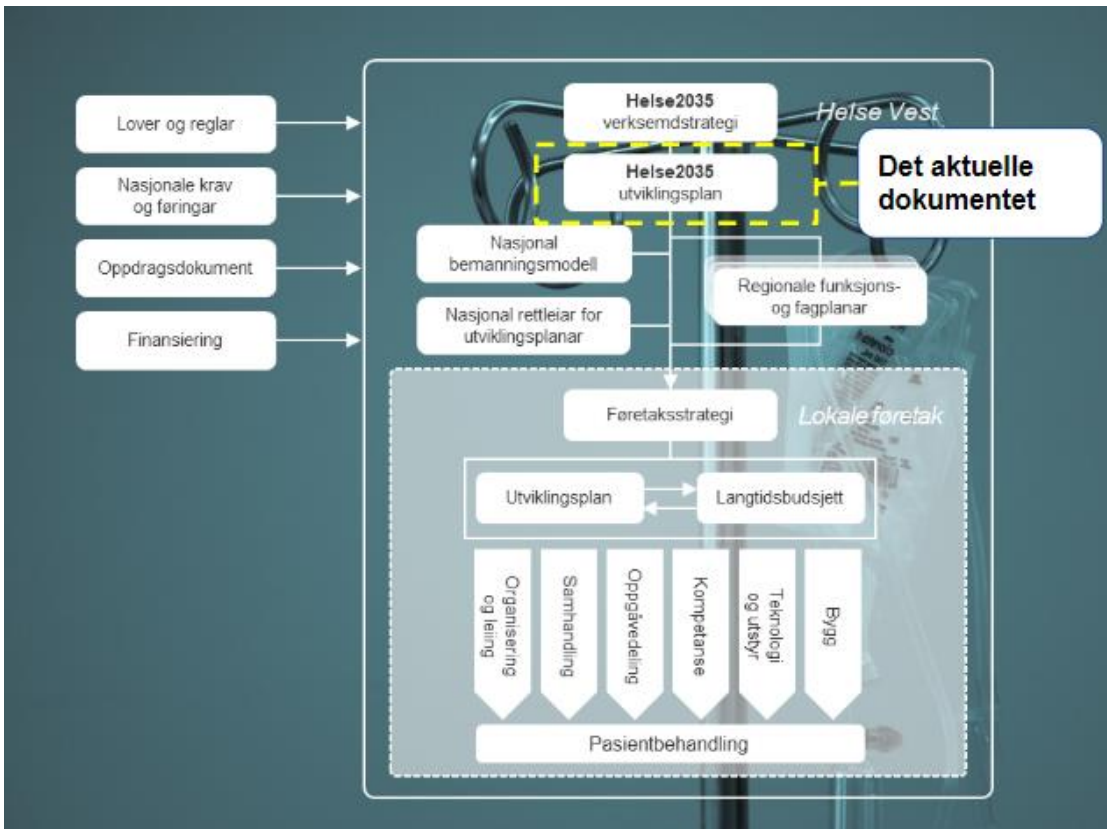 Lover og reglar
Nasjonale krav
og føringar
Oppdragsdokument
Finansiering
Helse Vest
Helse2035
verksemdstrategi
Helse2035
utviklingsplan
Det aktuelle
dokumentet
Nasjonal
bemanningsmodell
Nasjonal rettleiar for
utviklingsplanar
Regionale funksjons-
og fagplanar
Lokale føretak
Føretaksstrategi
Utviklingsplan
Langtidsbudsjett
Organisering
og leiing
Samhandling
Oppgåvedeling
Kompetanse
Teknologi
og utstyr
Bygg
Pasientbehandling